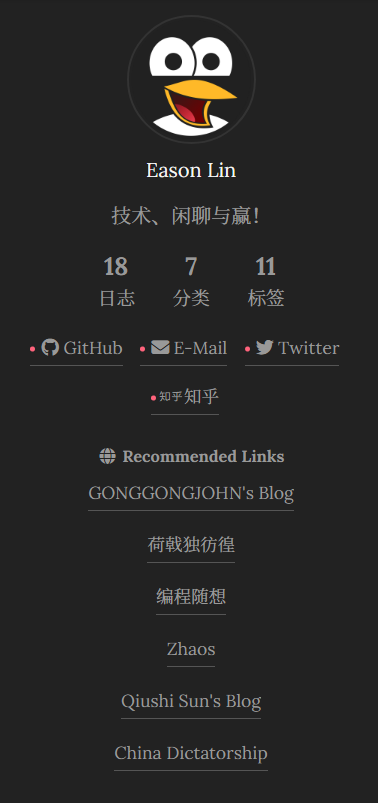 Eason Lin
技术、闲聊与赢！
18 7 11
日志 分类 标签
GitHub E-Mail Twitter
知乎 知乎
Recommended Links
GONGGONGJOHN's Blog
荷戟独彷徨
编程随想
Zhaos
Qiushi Sun's Blog
China Dictatorship